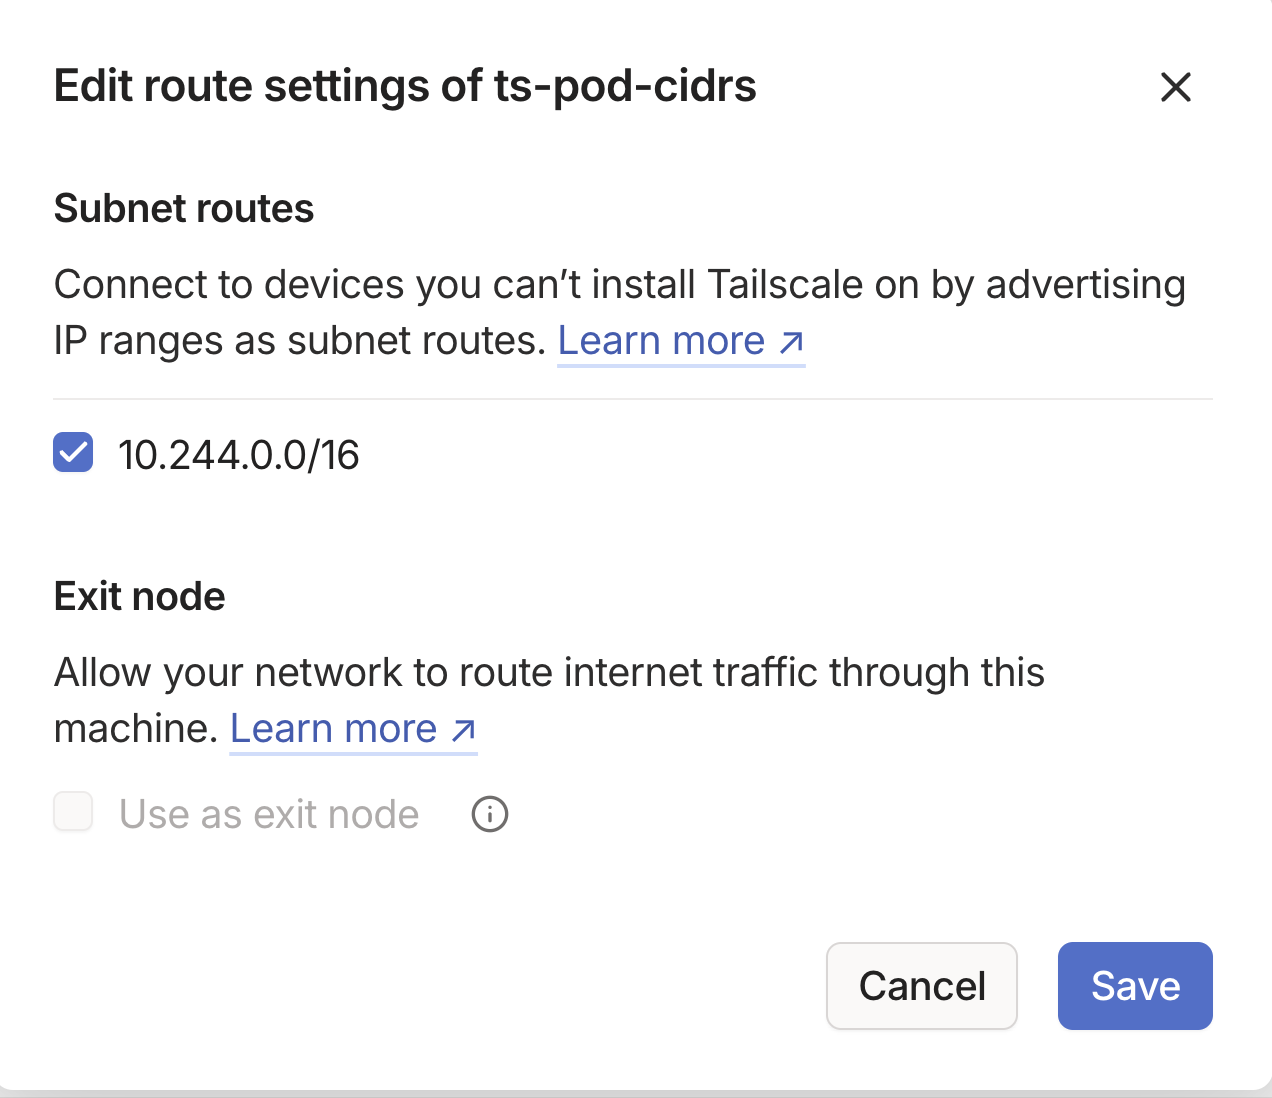 Edit route settings of ts-pod-cidrs
Subnet routes
Connect to devices you can’t install Tailscale on by advertising
IP ranges as subnet routes. Learn more ↗
10.244.0.0/16
Exit node
Allow your network to route internet traffic through this
machine. Learn more ↗
Use as exit node
Cancel
Save